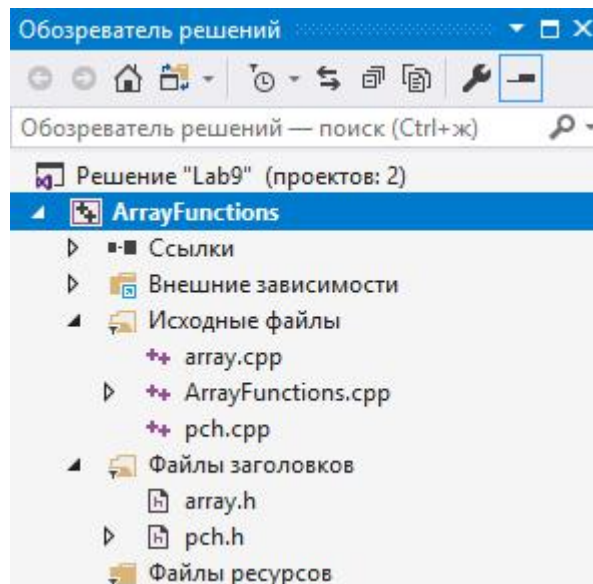 Обозреватель решений
Обозреватель решений — поиск (Ctrl+ж)
Решение "Lab9" (проектов: 2)
ArrayFunctions
Ссылки
Внешние зависимости
Исходные файлы
array.cpp
ArrayFunctions.cpp
pch.cpp
Файлы заголовков
array.h
pch.h
Файлы ресурсов